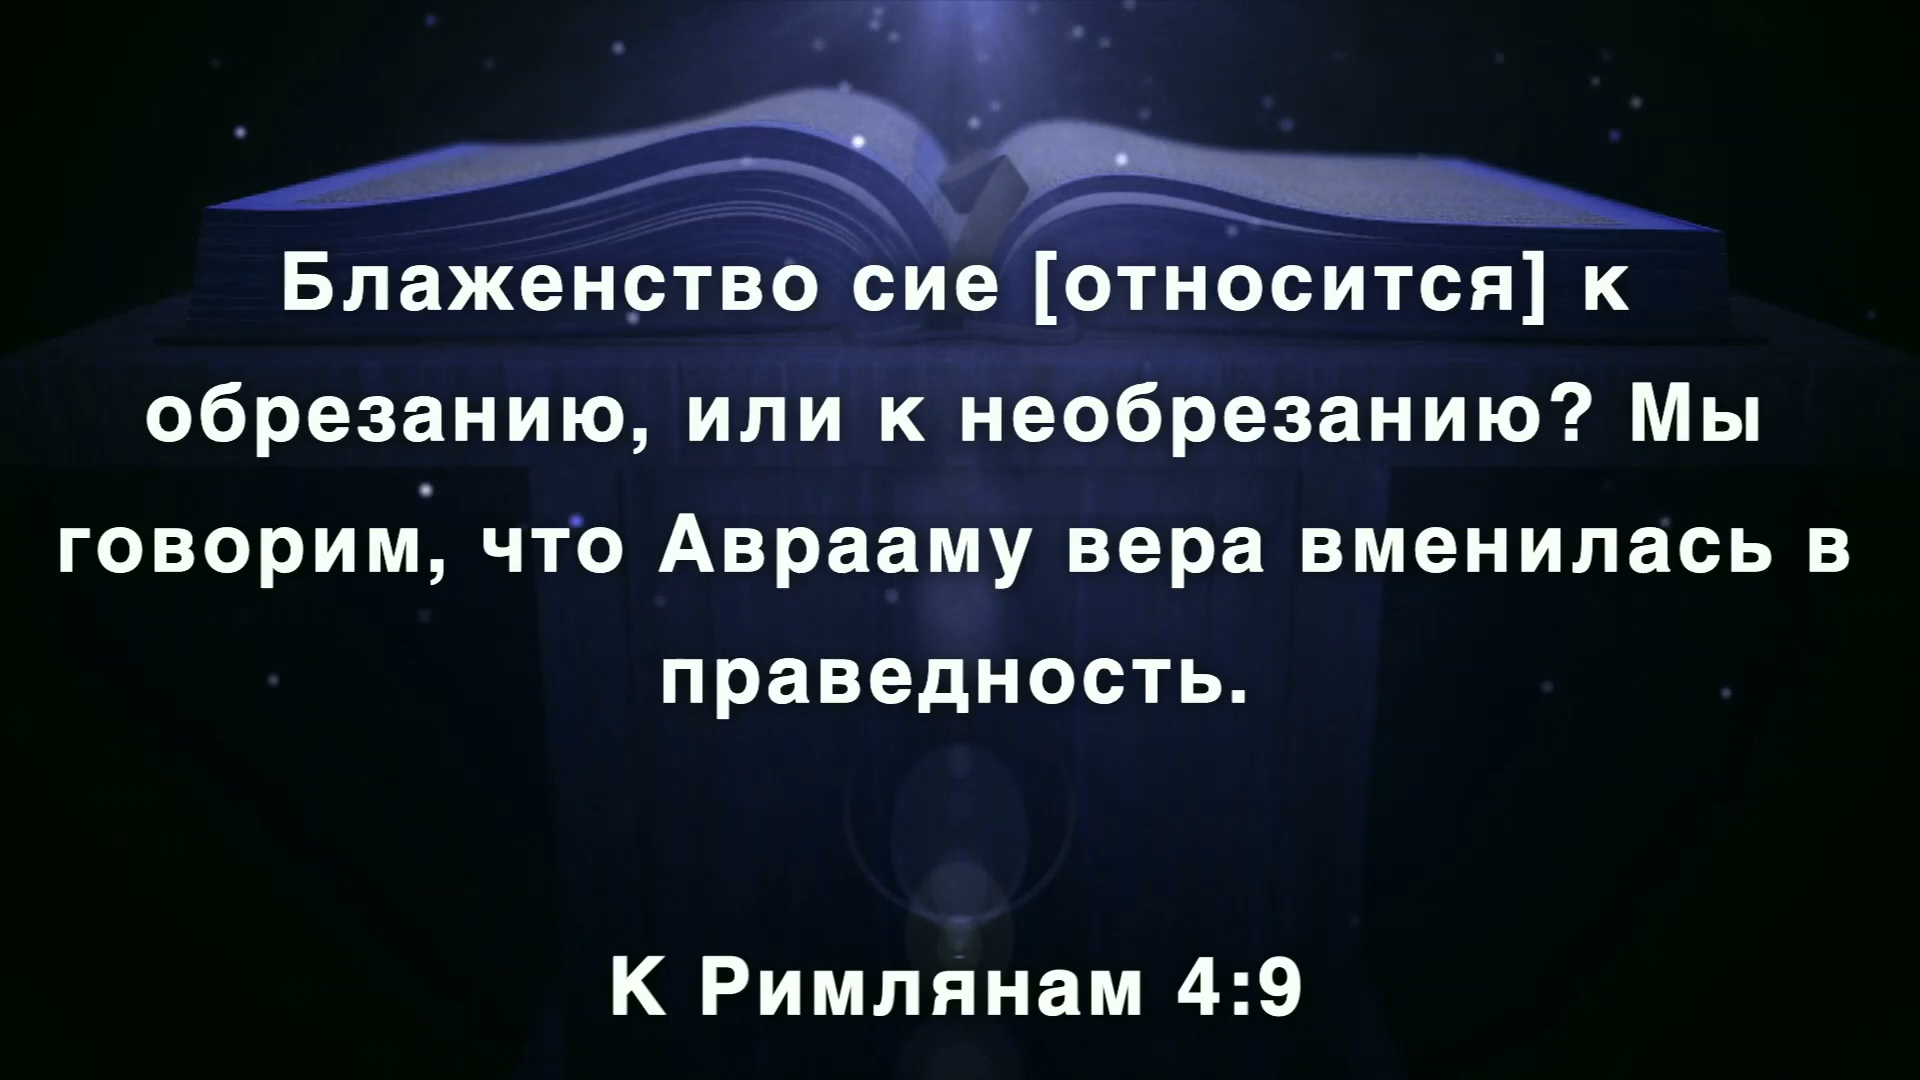 Блаженство сие [относится] к
обрезанию, или к необрезанию? Мы
говорим, что Аврааму вера вменилась в
праведность.
К Римлянам 4:9